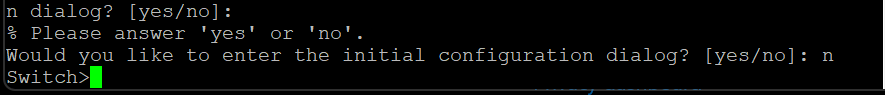 n dialog? [yes/no]:
% Please answer 'yes' or 'no'.
Would you like to enter the initial configuration dialog? [yes/no]: n
Switch>